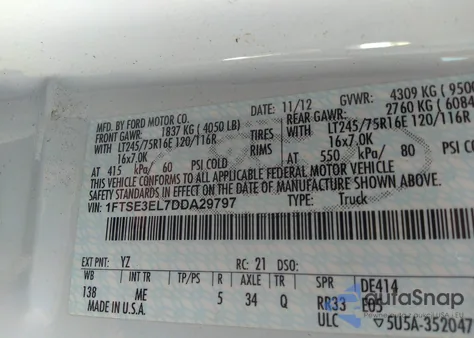 MFD. BY FORD MOTOR CO.
DATE: 11/12 GVWR: 4309 KG ( 9500
FRONT GAWR: 1837 KG ( 4050 LB) REAR GAWR: 2760 KG ( 6084
WITH LT245/75R16E 120/116R TIRES WITH LT245/75R16E 120/116R
16x7.0K RIMS 16x7.0K
AT 415 kPa/ 60 PSI COLD AT 550 kPa/ 80 PSI COLD
THIS VEHICLE CONFORMS TO ALL APPLICABLE FEDERAL MOTOR VEHICLE
SAFETY STANDARDS IN EFFECT ON THE DATE OF MANUFACTURE SHOWN ABOVE.
VIN: 1FTSE3EL7DDA29797 TYPE: Truck
EXT PNT: YZ RC: 21 DSO:
WB INT TR TP/PS R AXLE TR SPR DE414
138 ME 5 34 Q RR33 E05
MADE IN U.S.A. ULC 5U5A-352047
AutoSnap